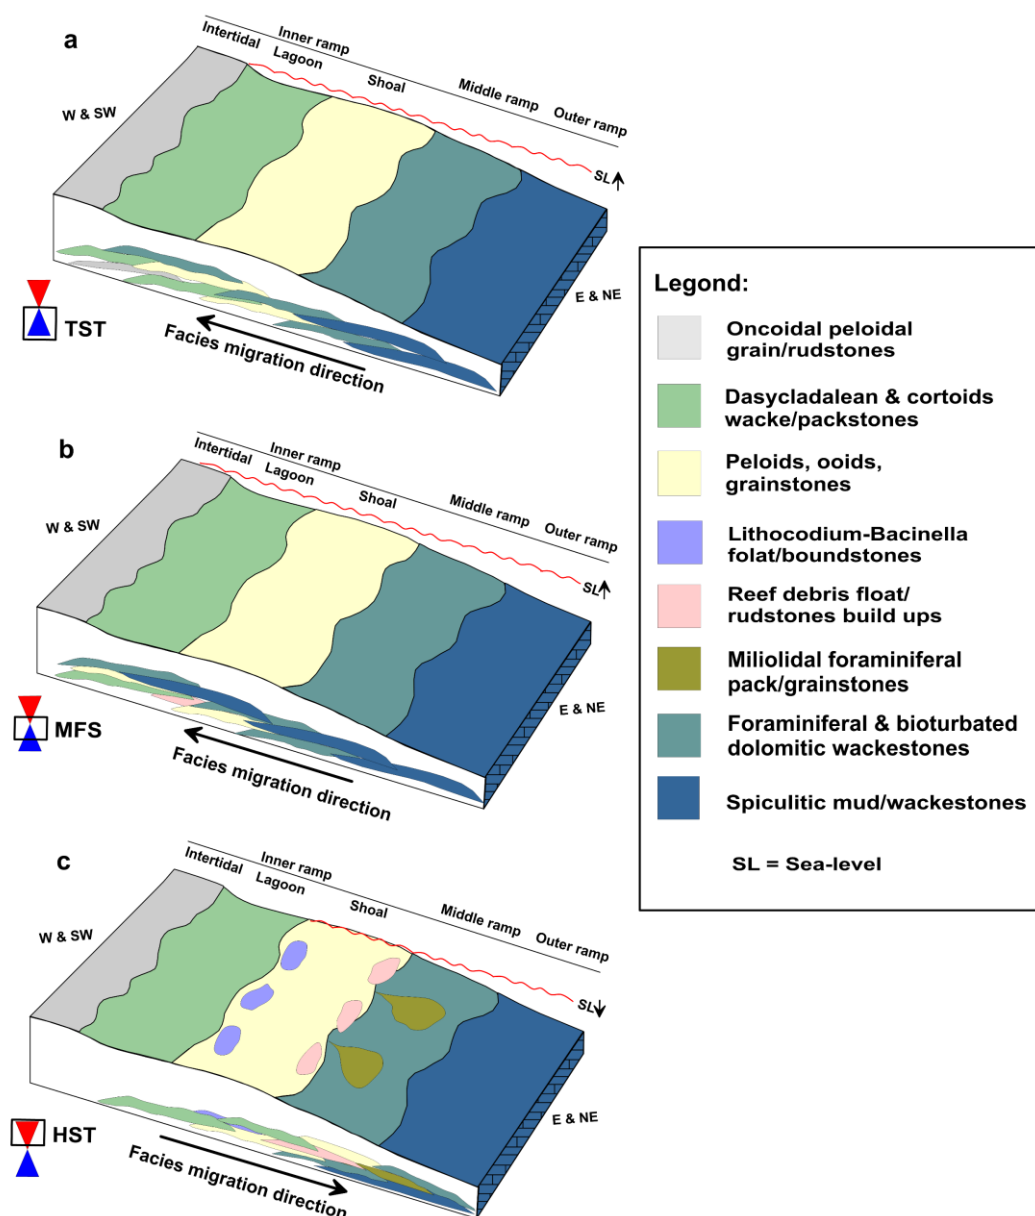 a
Inner ramp
Intertidal
Lagoon
Shoal
Middle ramp
Outer ramp
W & SW
SL
E & NE
TST
Facies migration direction
b
Inner ramp
Intertidal
Lagoon
Shoal
Middle ramp
Outer ramp
W & SW
SL
E & NE
MFS
Facies migration direction
c
Inner ramp
Intertidal
Lagoon
Shoal
Middle ramp
Outer ramp
W & SW
SL
E & NE
HST
Facies migration direction
Legond:
Oncoidal peloidal
grain/rudstones
Dasycladalean & cortoids
wacke/packstones
Peloids, ooids,
grainstones
Lithocodium-Bacinella
folat/boundstones
Reef debris float/
rudstones build ups
Miliolidal foraminiferal
pack/grainstones
Foraminiferal & bioturbated
dolomitic wackestones
Spiculitic mud/wackestones
SL = Sea-level